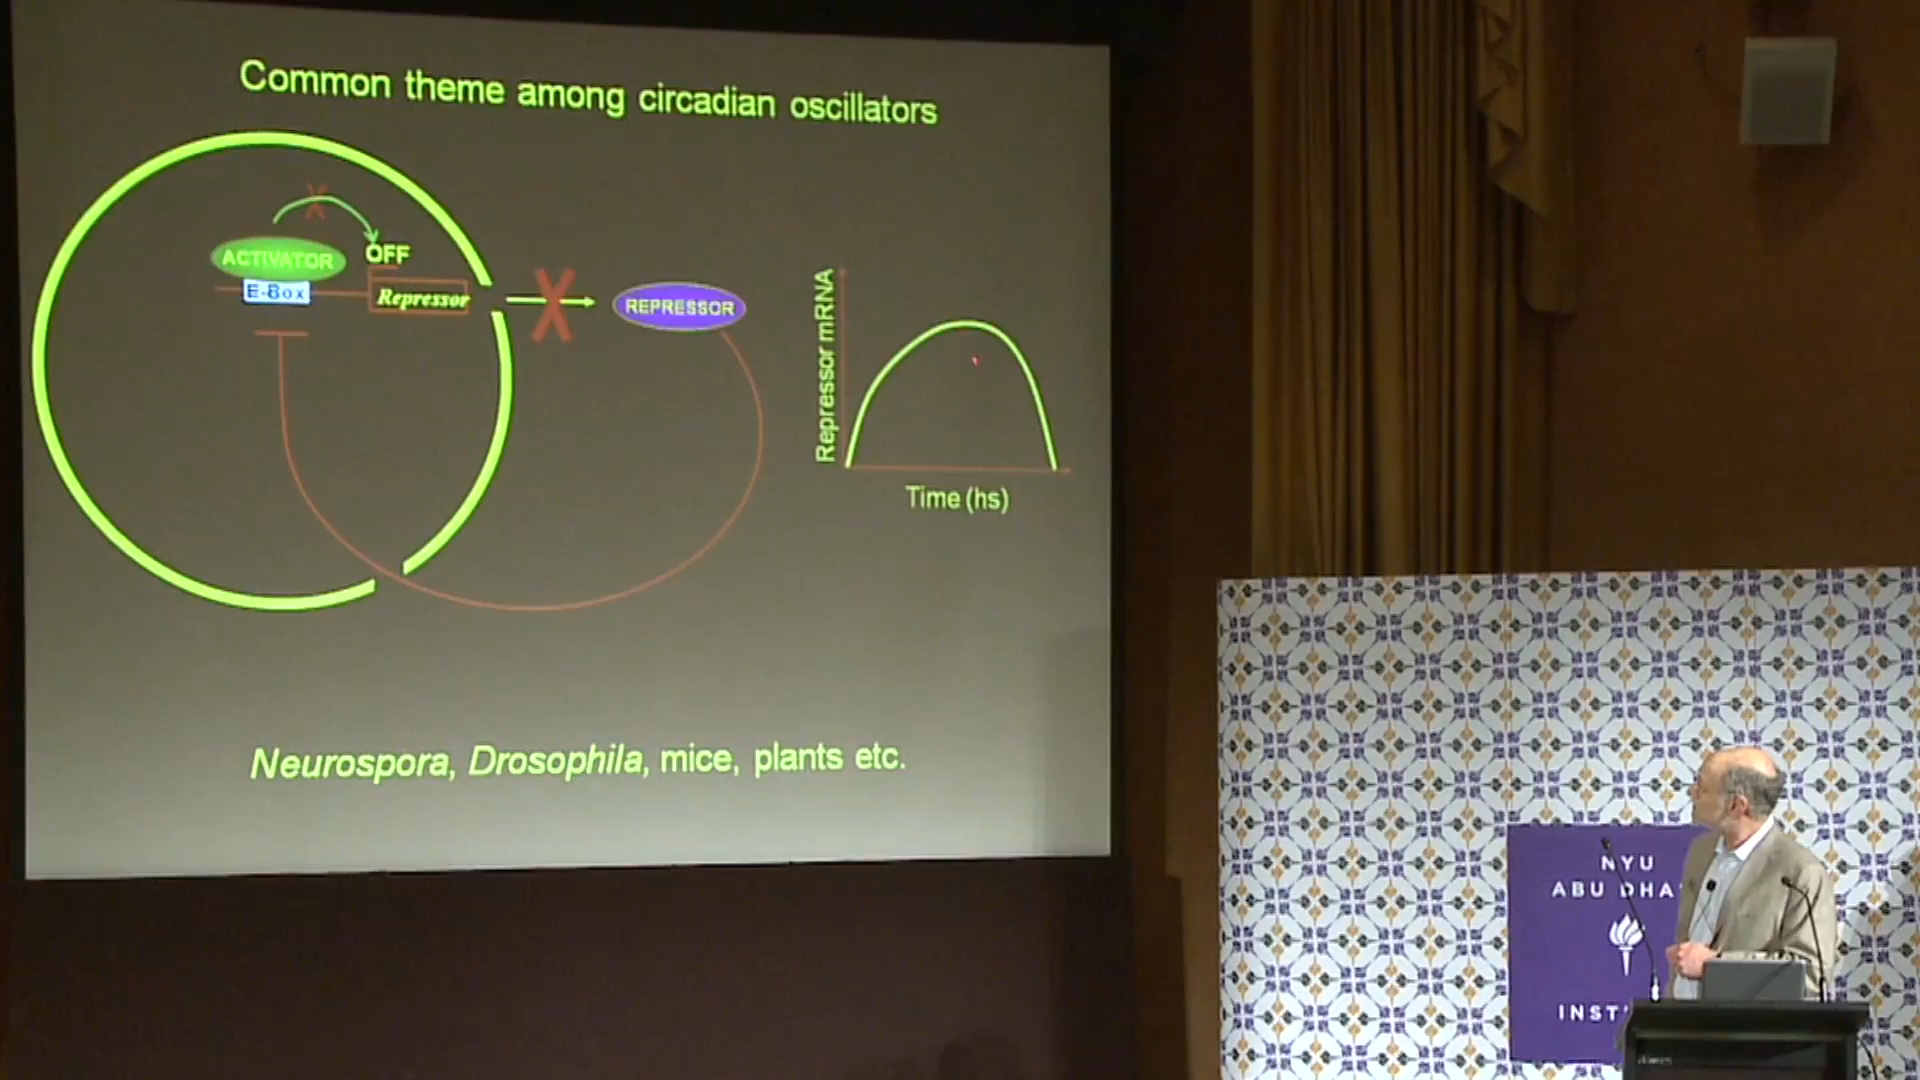 Common theme among circadian oscillators
X
OFF
ACTIVATOR
E-Box
Repressor
X
REPRESSOR
Repressor mRNA
Time (hs)
Neurospora, Drosophila, mice, plants etc.
NYU
ABU DHA
INST